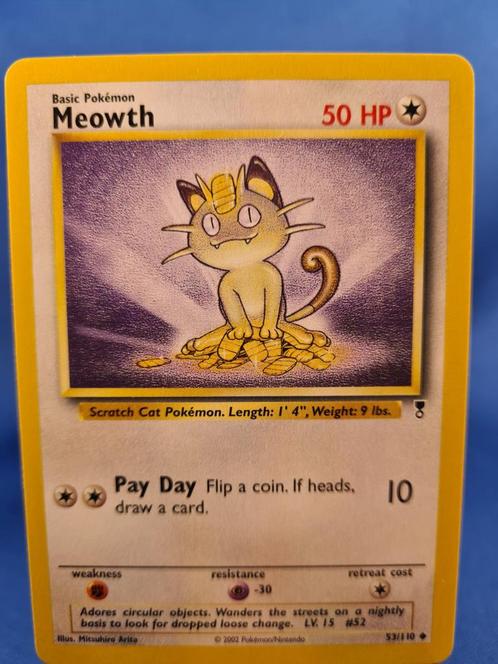 Basic Pokémon
Meowth 50 HP
Scratch Cat Pokémon. Length: 1' 4", Weight: 9 lbs.
Pay Day Flip a coin. If heads, 10
draw a card.
weakness resistance retreat cost
-30
Adores circular objects. Wanders the streets on a nightly
basis to look for dropped loose change. LV. 15 #52
Illus. Mitsuhiro Arita © 2002 Pokémon/Nintendo 53/110